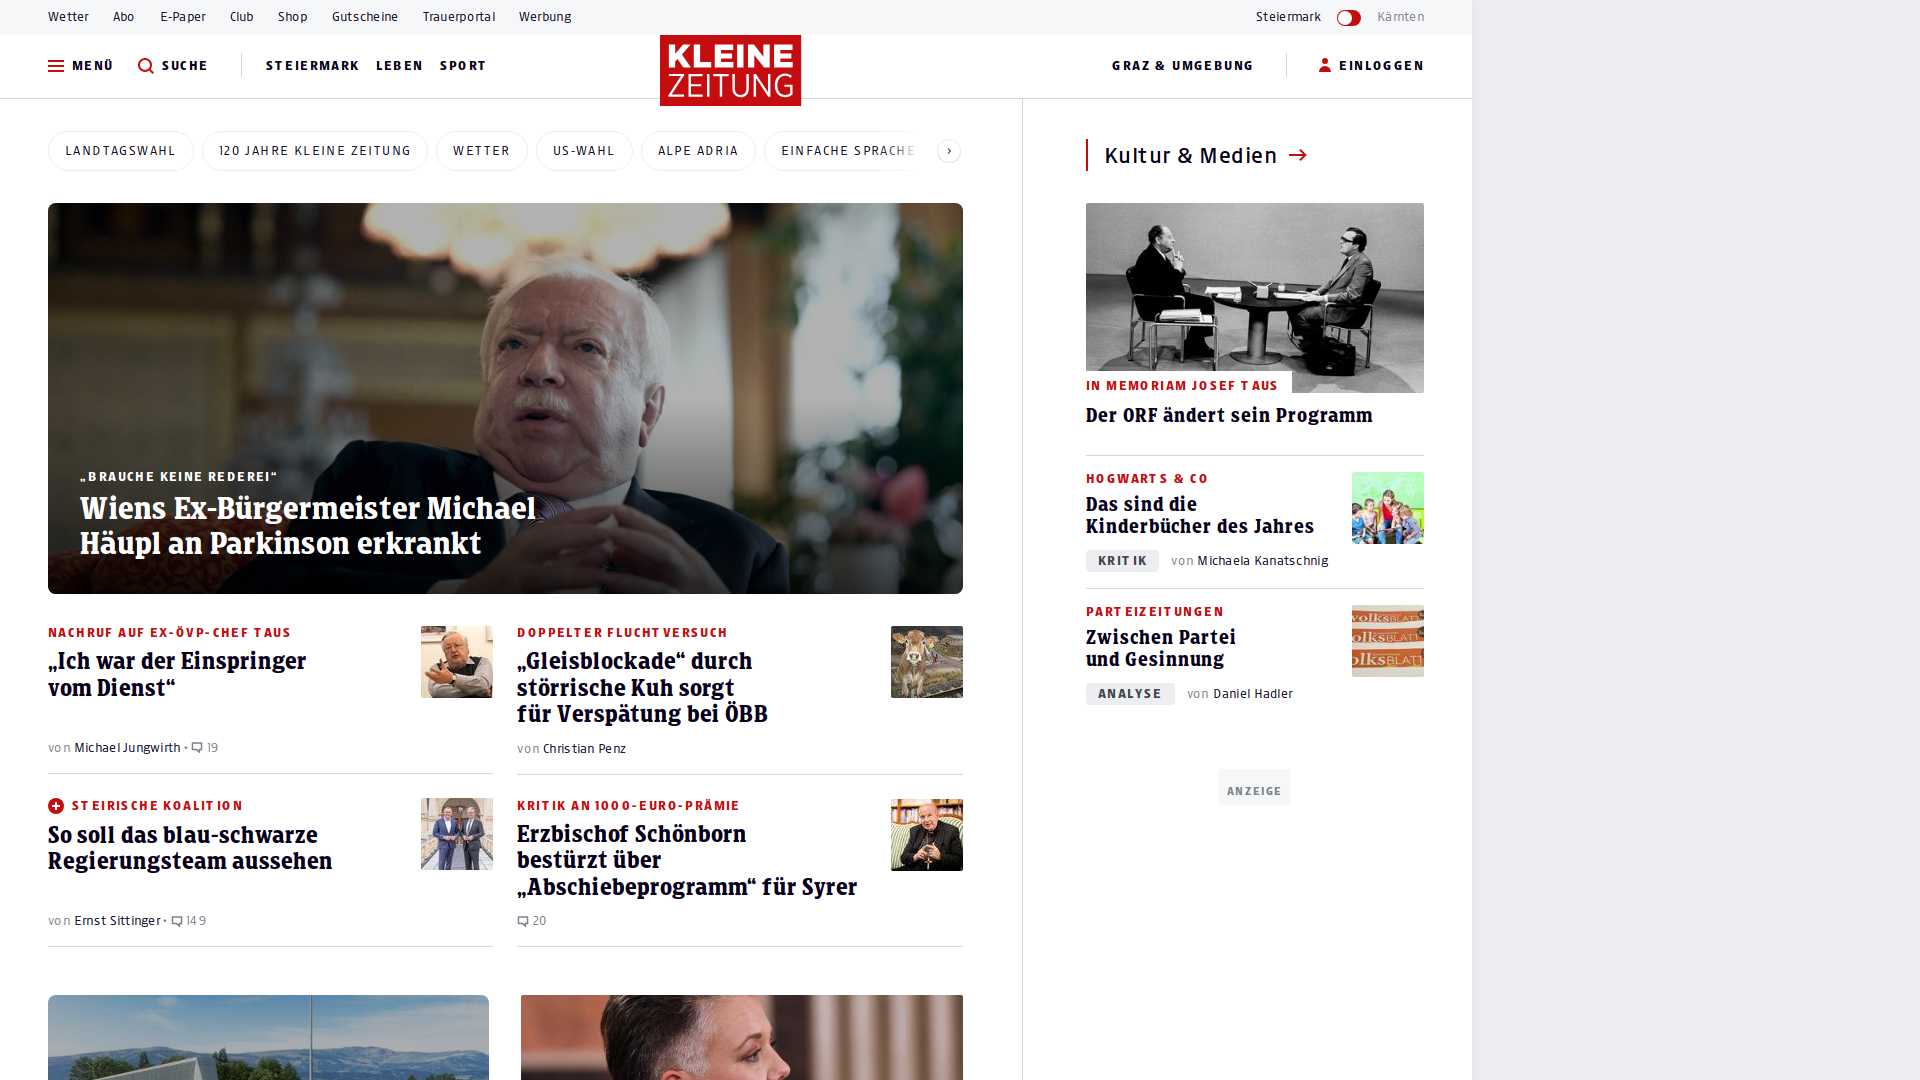 Wetter Abo E-Paper Club Shop Gutscheine Trauerportal Werbung Steiermark Kärnten
MENÜ SUCHE STEIERMARK LEBEN SPORT KLEINE ZEITUNG GRAZ & UMGEBUNG EINLOGGEN
LANDTAGSWAHL 120 JAHRE KLEINE ZEITUNG WETTER US-WAHL ALPE ADRIA EINFACHE SPRACHE
„BRAUCHE KEINE REDEREI“
Wiens Ex-Bürgermeister Michael
Häupl an Parkinson erkrankt
NACHRUF AUF EX-ÖVP-CHEF TAUS
„Ich war der Einspringer
vom Dienst“
von Michael Jungwirth • 19
DOPPELTER FLUCHTVERSUCH
„Gleisblockade“ durch
störrische Kuh sorgt
für Verspätung bei ÖBB
von Christian Penz
STEIRISCHE KOALITION
So soll das blau-schwarze
Regierungsteam aussehen
von Ernst Sittinger • 149
KRITIK AN 1000-EURO-PRÄMIE
Erzbischof Schönborn
bestürzt über
„Abschiebeprogramm“ für Syrer
20
Kultur & Medien →
IN MEMORIAM JOSEF TAUS
Der ORF ändert sein Programm
HOGWARTS & CO
Das sind die
Kinderbücher des Jahres
KRITIK von Michaela Kanatschnig
PARTEIZEITUNGEN
Zwischen Partei
und Gesinnung
ANALYSE von Daniel Hadler
volksBLATT
volksBLATT
volksBLATT
ANZEIGE